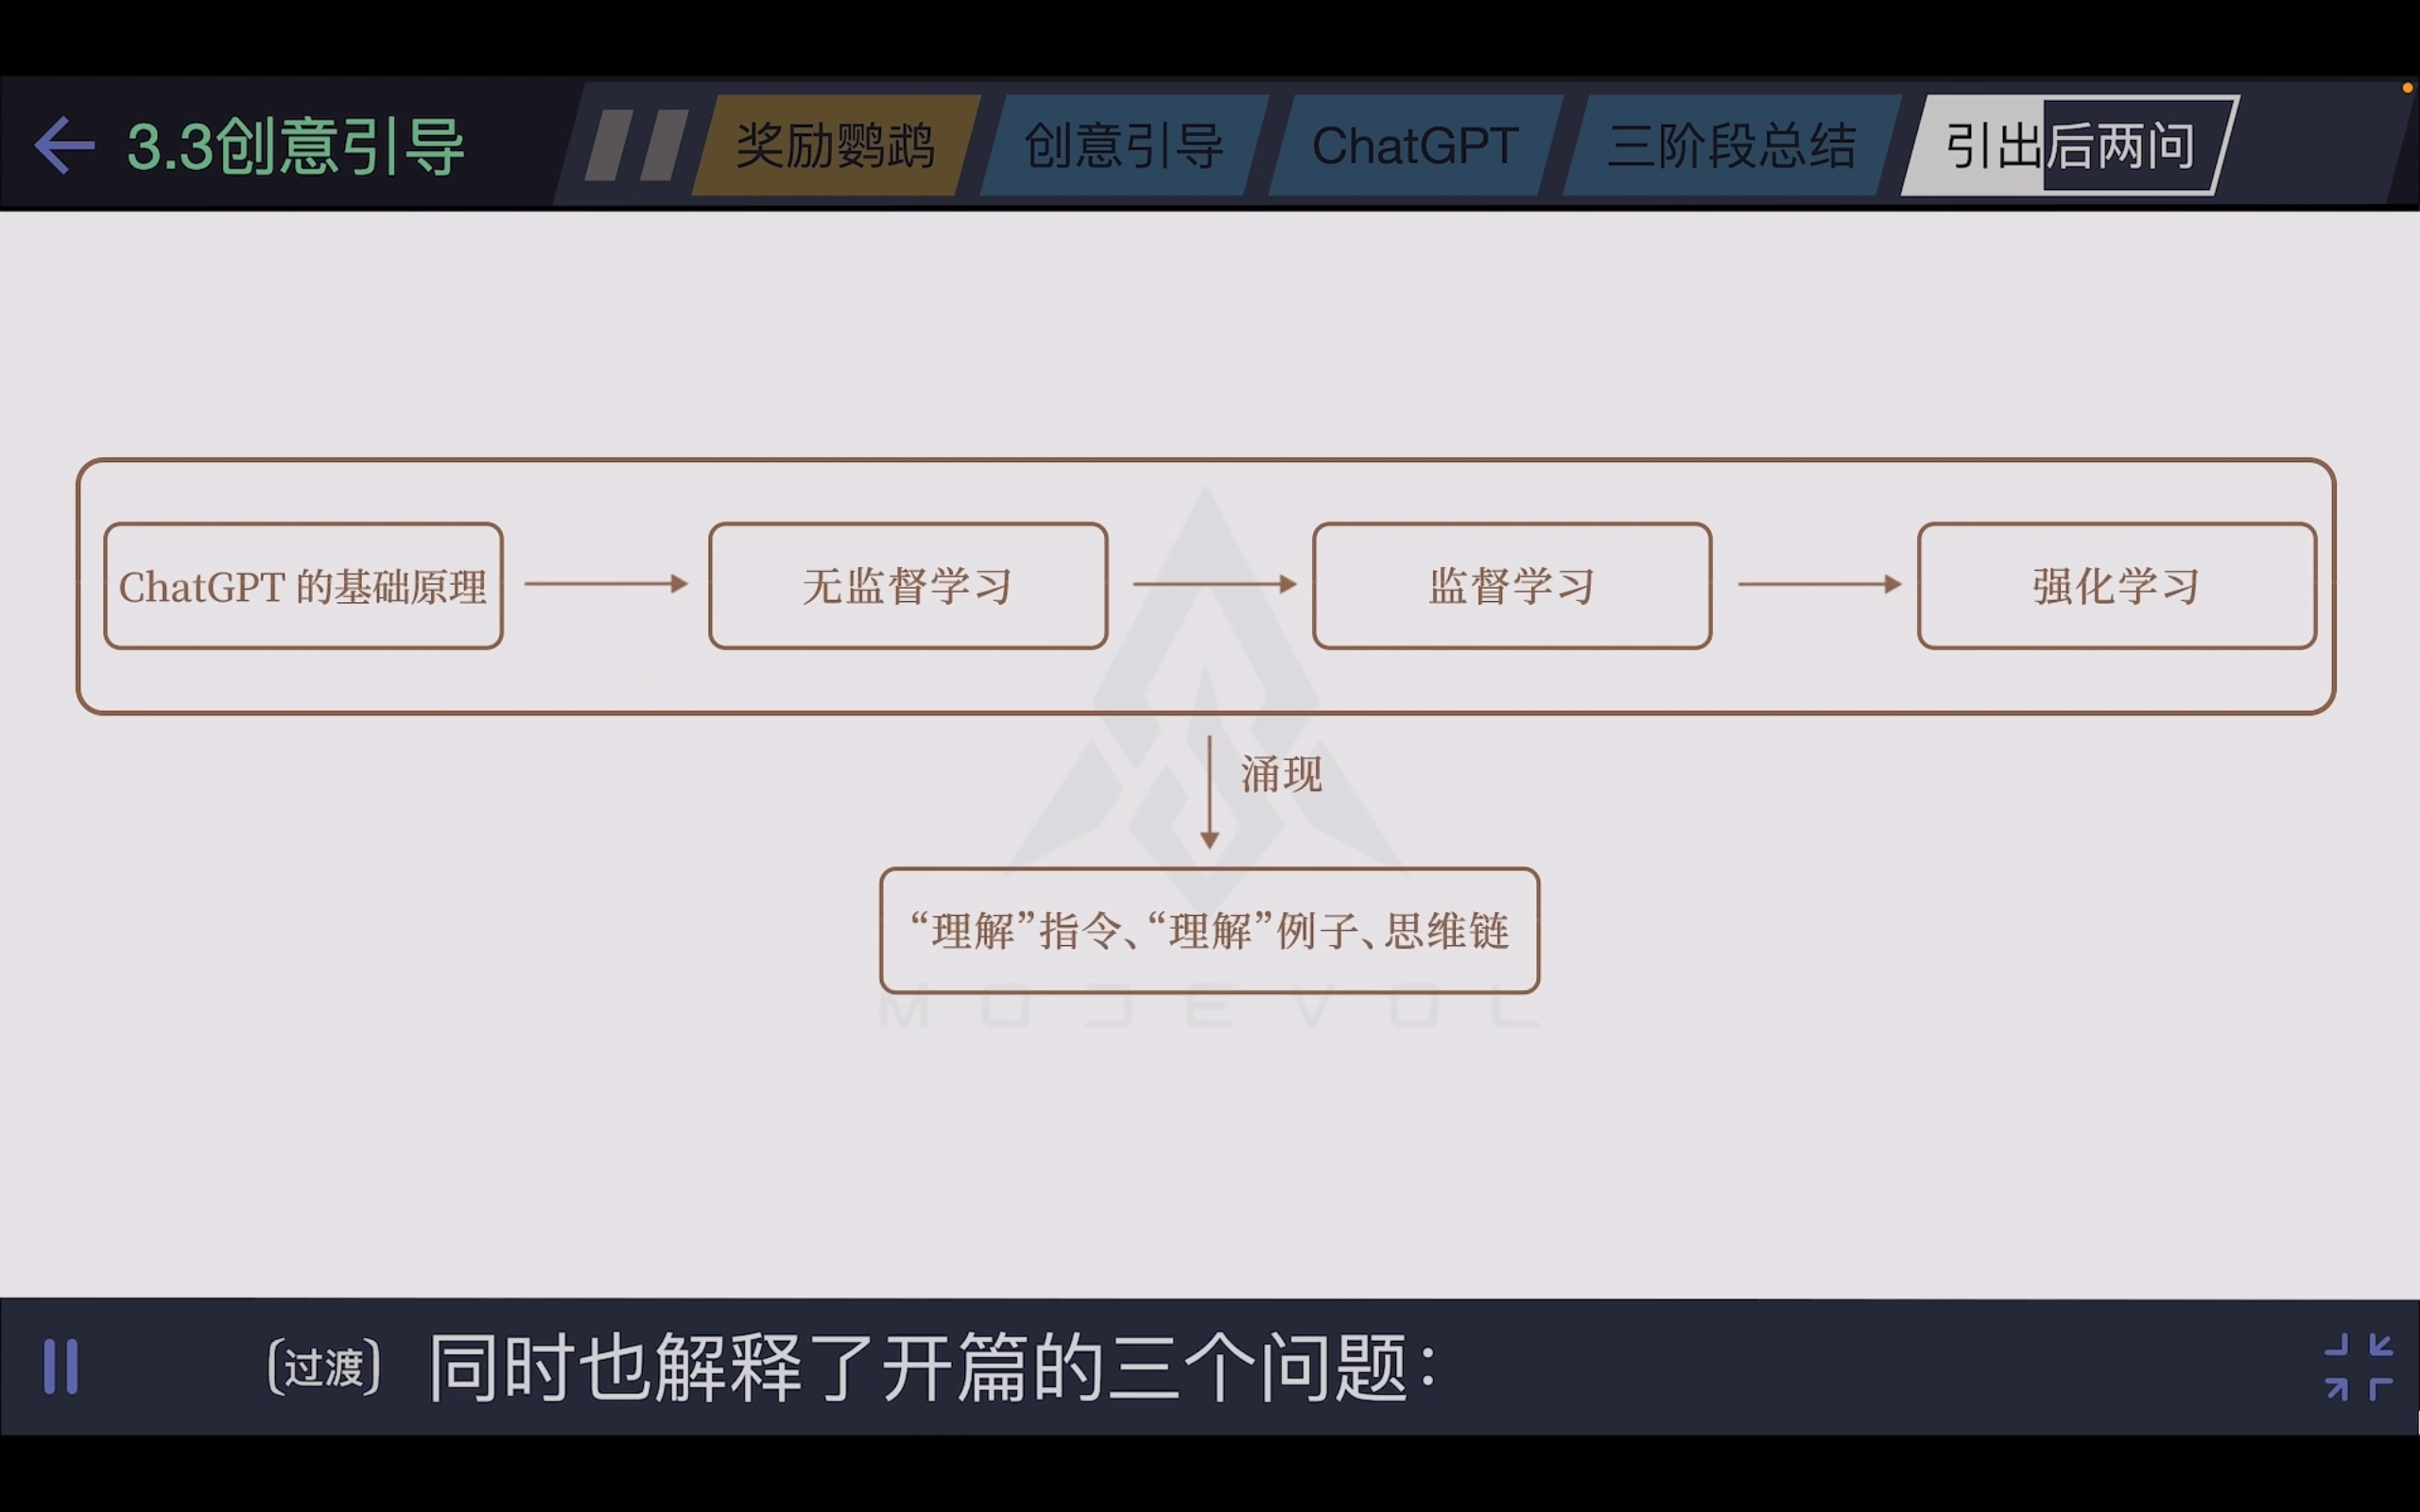 3.3创意引导
奖励鹦鹉
创意引导
ChatGPT
三阶段总结
引出后两问
ChatGPT 的基础原理
无监督学习
监督学习
强化学习
涌现
“理解”指令、“理解”例子、思维链
MODEVOL
〔过渡〕 同时也解释了开篇的三个问题：